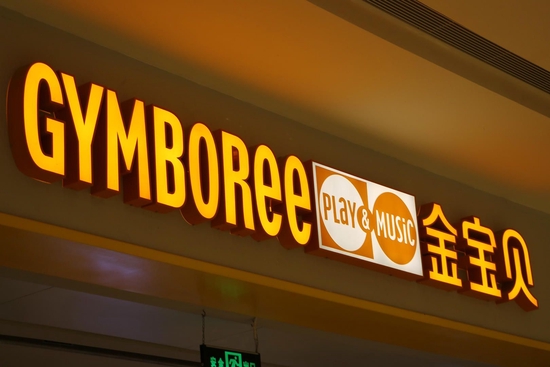 GYMBOREE PLAY & MUSIC 金宝贝